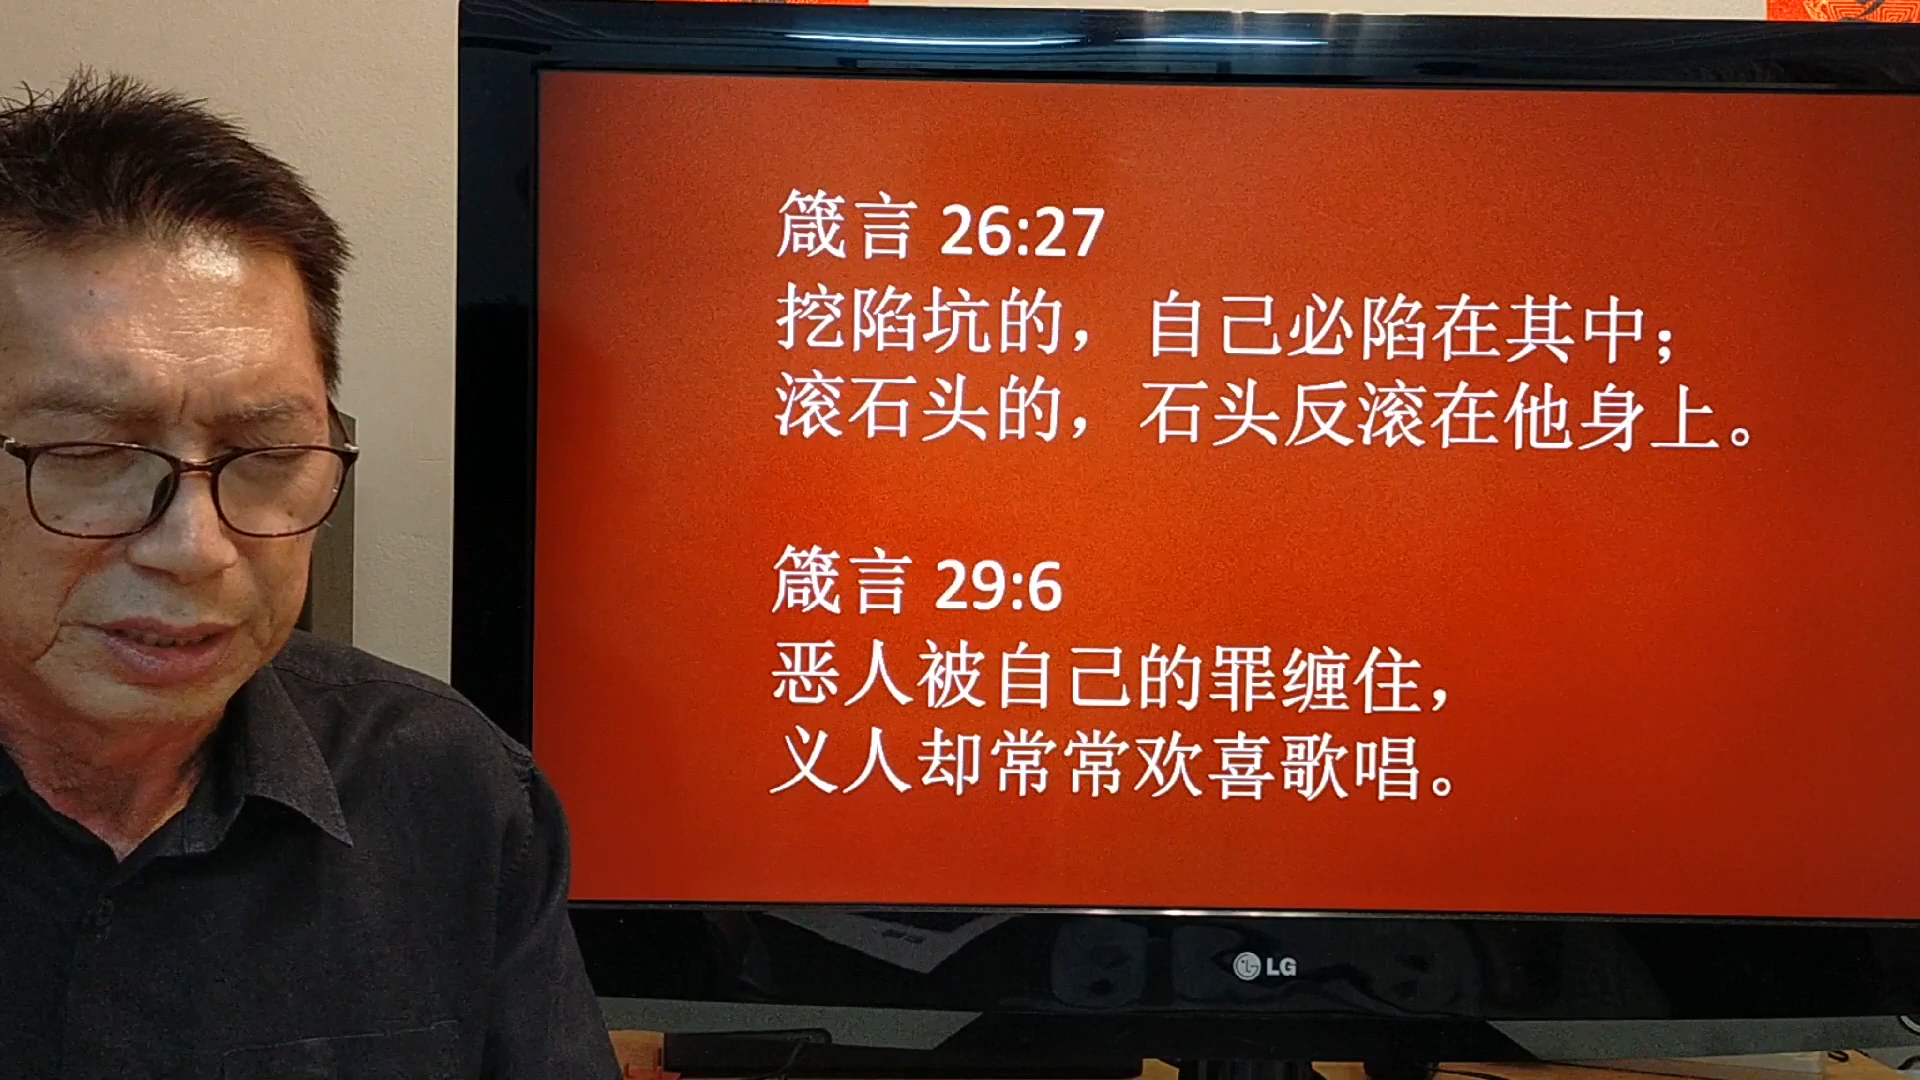 箴言 26:27
挖陷坑的，自己必陷在其中；
滚石头的，石头反滚在他身上。
箴言 29:6
恶人被自己的罪缠住，
义人却常常欢喜歌唱。
LG